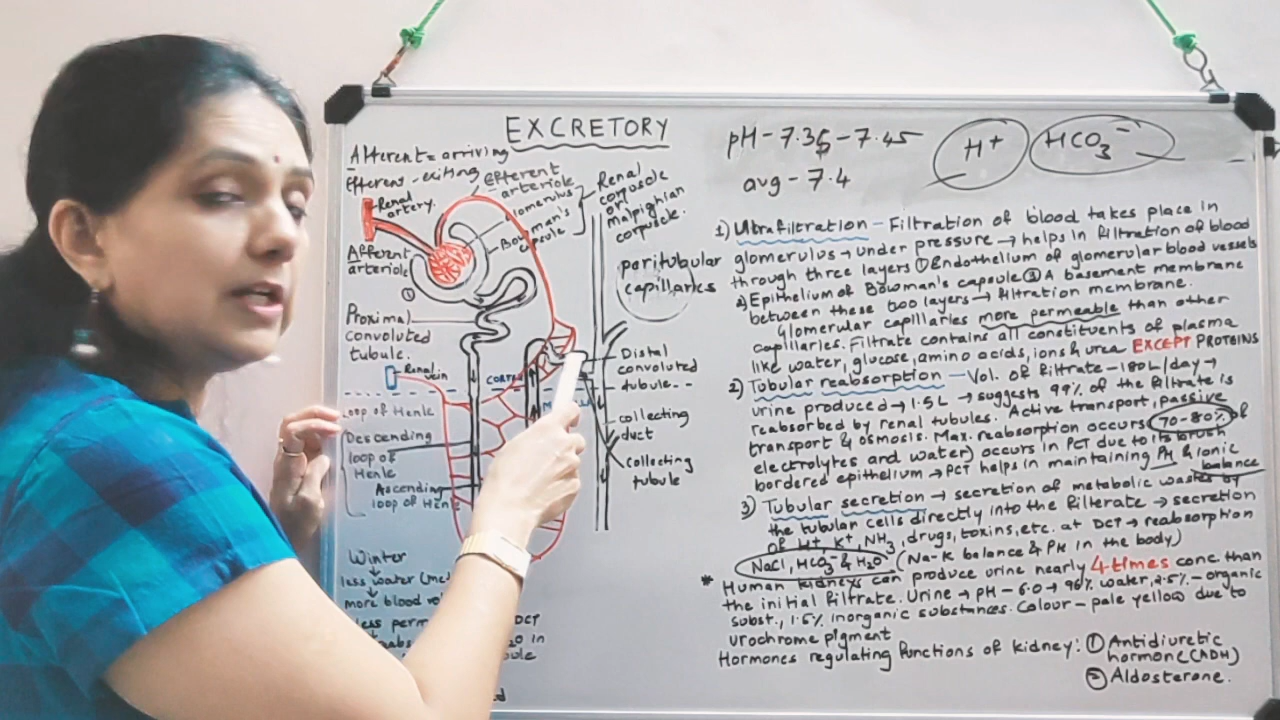 EXCRETORY
Afferent = arriving
Efferent - exiting
Renal
artery.
Efferent
arteriole
Glomerulus
Bowman's
capsule
Renal
corpuscle
or
malpighian
corpuscle.
Afferent
arteriole
①
peritubular
capillaries
Proximal
convoluted
tubule.
Renal
vein
CORTEX
Distal
convoluted
tubule--
Loop of Henle
Descending
loop of
Henle
Ascending
loop of Henle
collecting
duct
Collecting
tubule
Winter
less water
more blood
less
DCT
H2O in
pH - 7.35 - 7.45
avg - 7.4
H+
HCO3-
1) Ultrafiltration - Filtration of blood takes place in
glomerulus → under pressure → helps in filtration of blood
through three layers ① Endothelium of glomerular blood vessels
2) Epithelium of Bowman's capsule ③ A basement membrane
between these two layers → filtration membrane.
Glomerular capillaries more permeable than other
capillaries. Filtrate contains all constituents of plasma
like water, glucose, amino acids, ions & urea EXCEPT PROTEINS
2) Tubular reabsorption - Vol. of filtrate - 180L/day →
urine produced → 1.5L → suggests 99% of the filtrate is
reabsorbed by renal tubules. Active transport, passive
transport & osmosis. Max. reabsorption occurs 70-80% of
electrolytes and water) occurs in PCT due to its brush
bordered epithelium → PCT helps in maintaining PH & ionic
balance
3) Tubular secretion → secretion of metabolic wastes by
the tubular cells directly into the filterate → secretion
of H+, K+, NH3, drugs, toxins, etc. at DCT → reabsorption
NaCl, HCO3- & H2O (Na-K balance & PH in the body)
* Human kidneys can produce urine nearly 4 times conc than
the initial filtrate. Urine → pH - 6.0 → 96% water, 2.5% - organic
subst., 1.5% inorganic substances. Colour - pale yellow due to
urochrome pigment
Hormones regulating functions of kidney: ① Antidiuretic
hormone (ADH)
② Aldosterone.